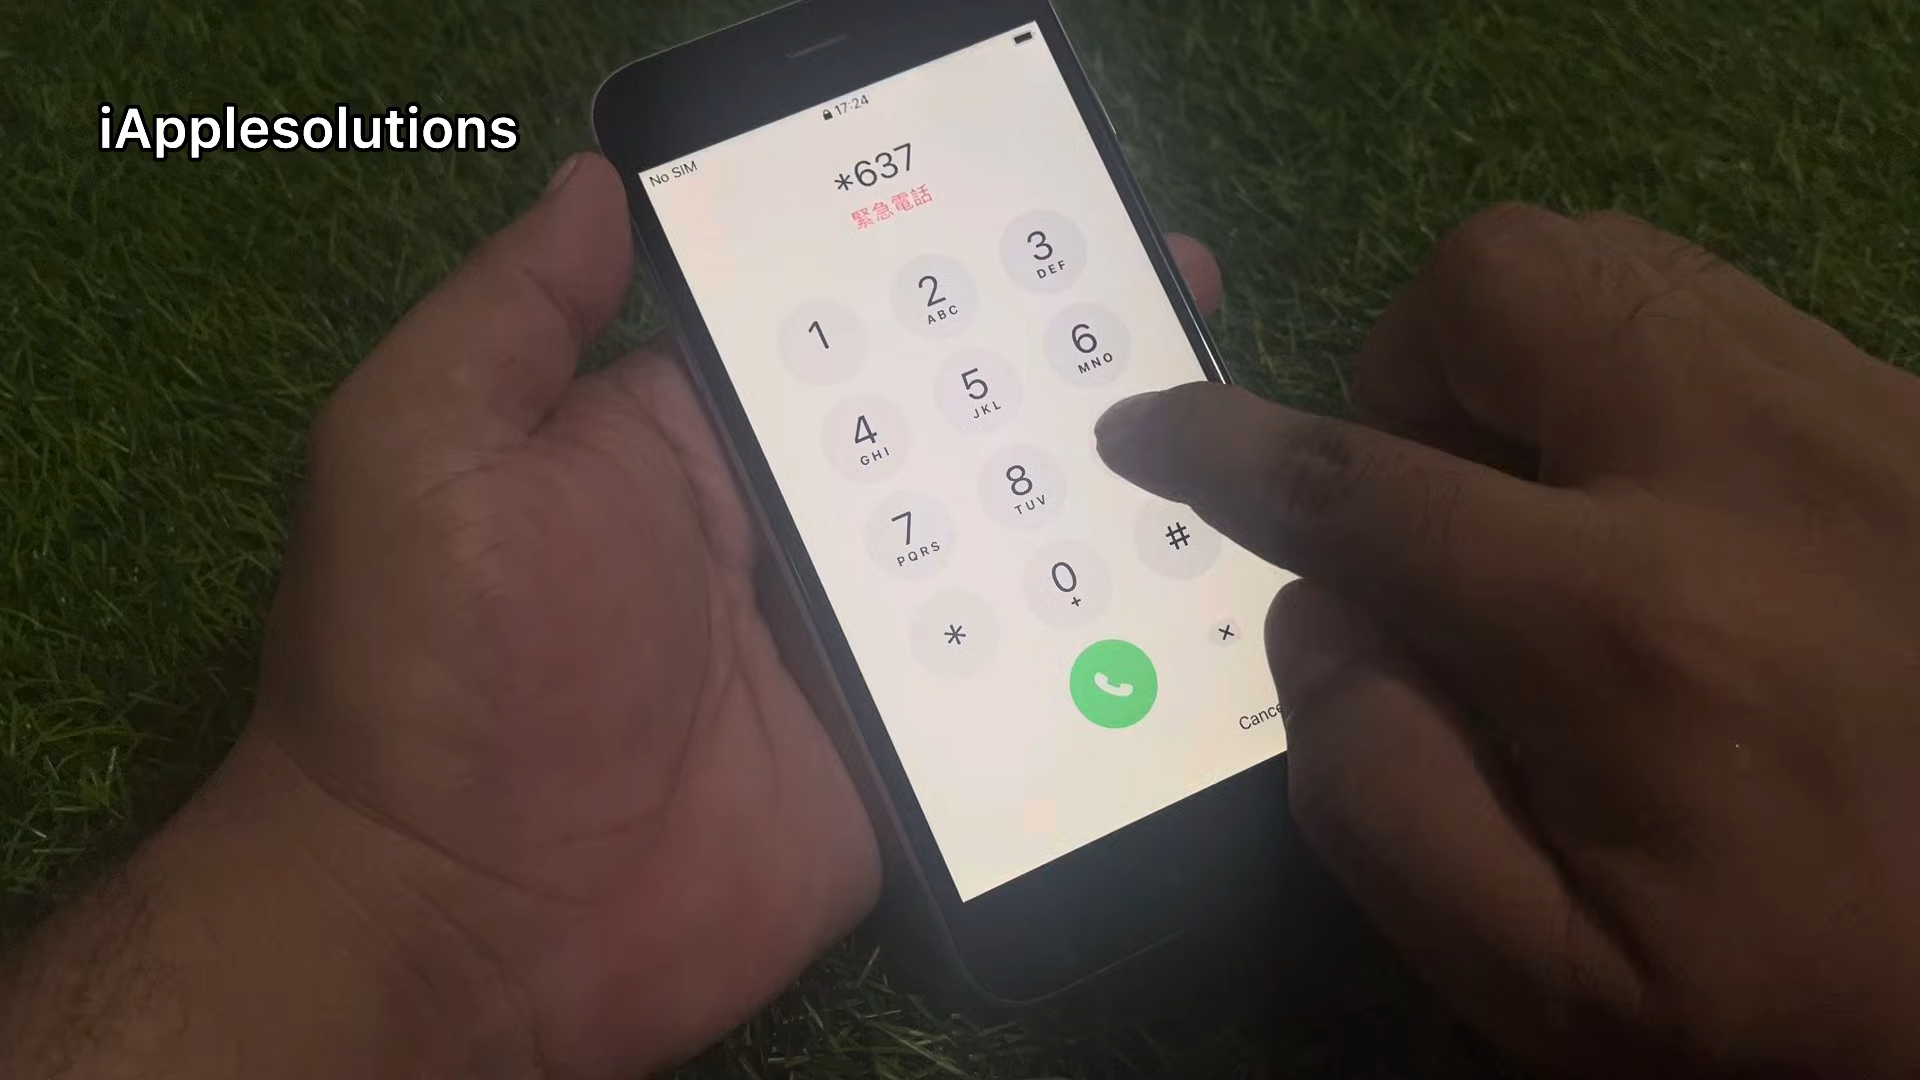 iApplesolutions
17:24
No SIM
*637
緊急電話
1
2
ABC
3
DEF
4
GHI
5
JKL
6
MNO
7
PQRS
8
TUV
*
0
+
#
×